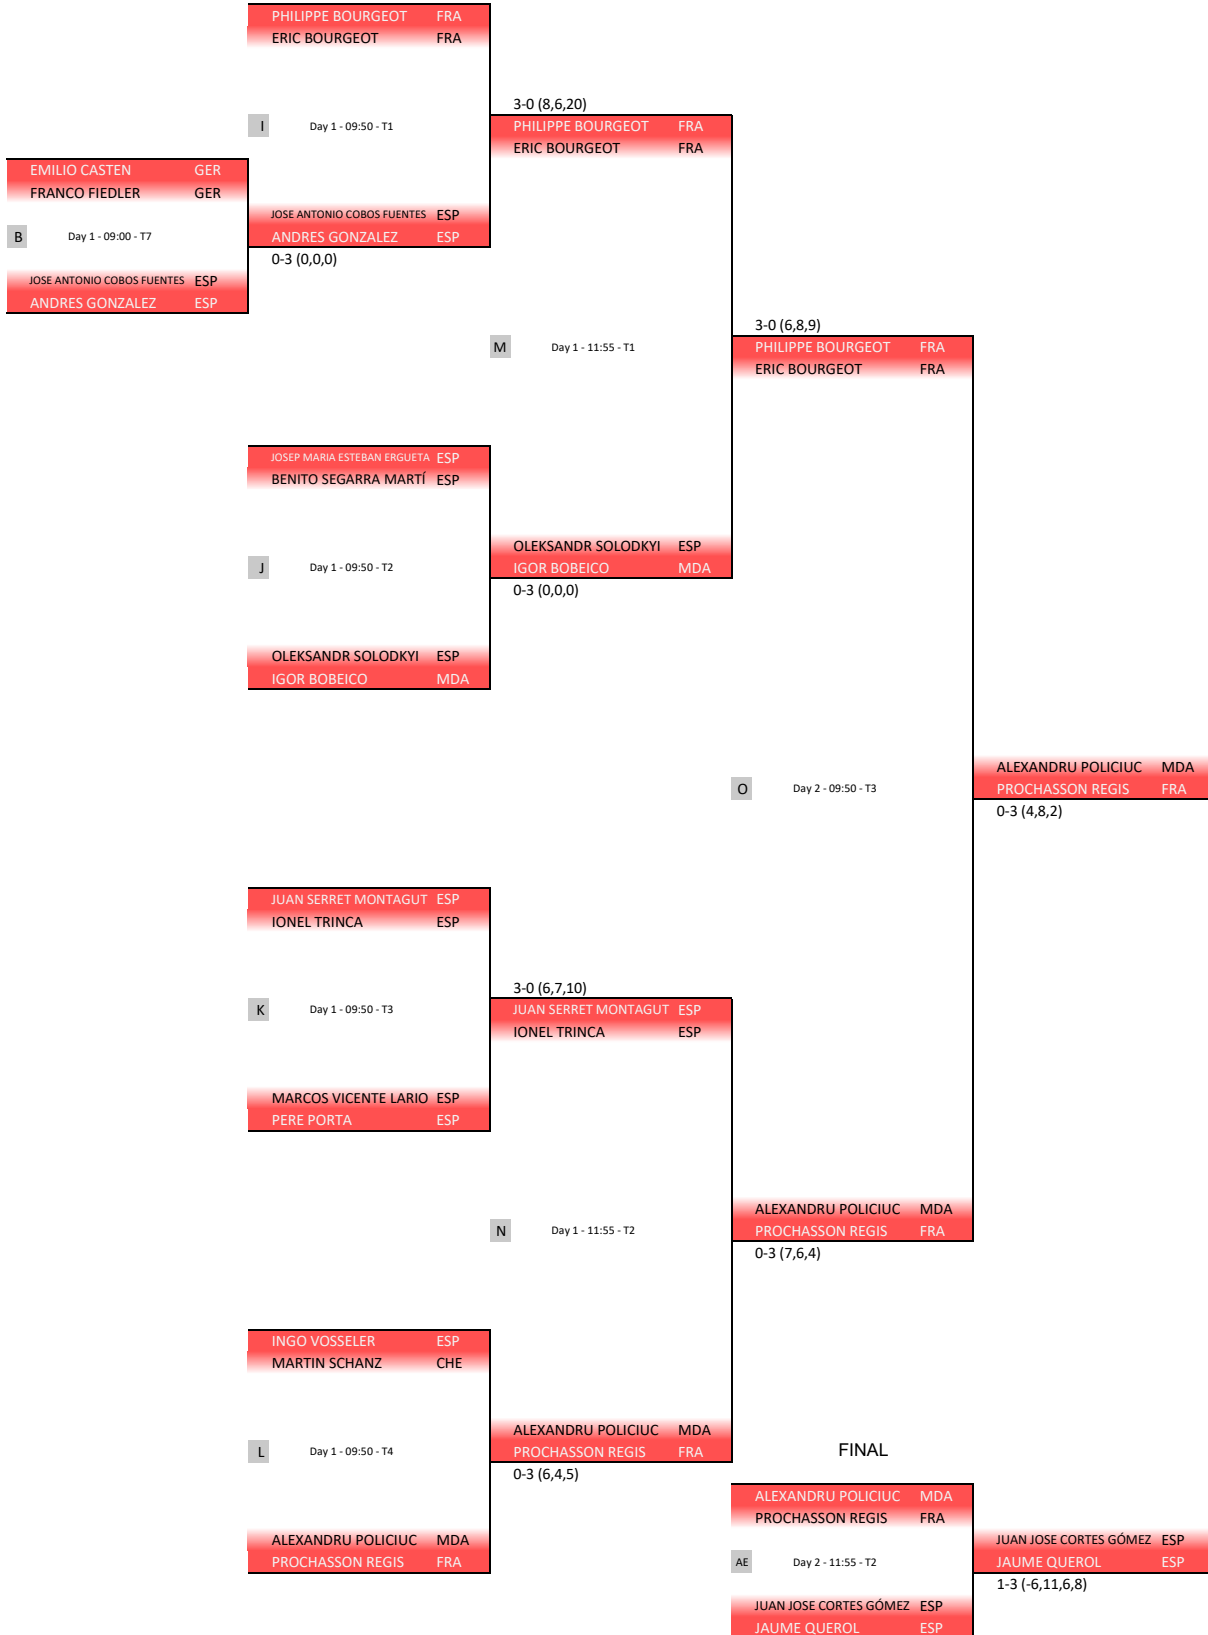 PHILIPPE BOURGEOT FRA
ERIC BOURGEOT FRA
3-0 (8,6,20)
I Day 1 - 09:50 - T1
PHILIPPE BOURGEOT FRA
ERIC BOURGEOT FRA
EMILIO CASTEN GER
FRANCO FIEDLER GER
JOSE ANTONIO COBOS FUENTES ESP
B Day 1 - 09:00 - T7
ANDRES GONZALEZ ESP
0-3 (0,0,0)
JOSE ANTONIO COBOS FUENTES ESP
ANDRES GONZALEZ ESP
3-0 (6,8,9)
M Day 1 - 11:55 - T1
PHILIPPE BOURGEOT FRA
ERIC BOURGEOT FRA
JOSEP MARIA ESTEBAN ERGUETA ESP
BENITO SEGARRA MARTÍ ESP
OLEKSANDR SOLODKYI ESP
J Day 1 - 09:50 - T2
IGOR BOBEICO MDA
0-3 (0,0,0)
OLEKSANDR SOLODKYI ESP
IGOR BOBEICO MDA
ALEXANDRU POLICIUC MDA
O Day 2 - 09:50 - T3
PROCHASSON REGIS FRA
0-3 (4,8,2)
JUAN SERRET MONTAGUT ESP
IONEL TRINCA ESP
3-0 (6,7,10)
K Day 1 - 09:50 - T3
JUAN SERRET MONTAGUT ESP
IONEL TRINCA ESP
MARCOS VICENTE LARIO ESP
PERE PORTA ESP
ALEXANDRU POLICIUC MDA
N Day 1 - 11:55 - T2
PROCHASSON REGIS FRA
0-3 (7,6,4)
INGO VOSSELER ESP
MARTIN SCHANZ CHE
ALEXANDRU POLICIUC MDA
L Day 1 - 09:50 - T4
PROCHASSON REGIS FRA
FINAL
0-3 (6,4,5)
ALEXANDRU POLICIUC MDA
PROCHASSON REGIS FRA
ALEXANDRU POLICIUC MDA
PROCHASSON REGIS FRA
JUAN JOSE CORTES GÓMEZ ESP
AE Day 2 - 11:55 - T2
JAUME QUEROL ESP
1-3 (-6,11,6,8)
JUAN JOSE CORTES GÓMEZ ESP
JAUME QUEROL ESP